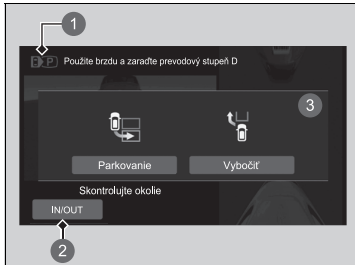 1
P Použite brzdu a zaraďte prevodový stupeň D
3
Parkovanie Vybočiť
Skontrolujte okolie
IN/OUT
2